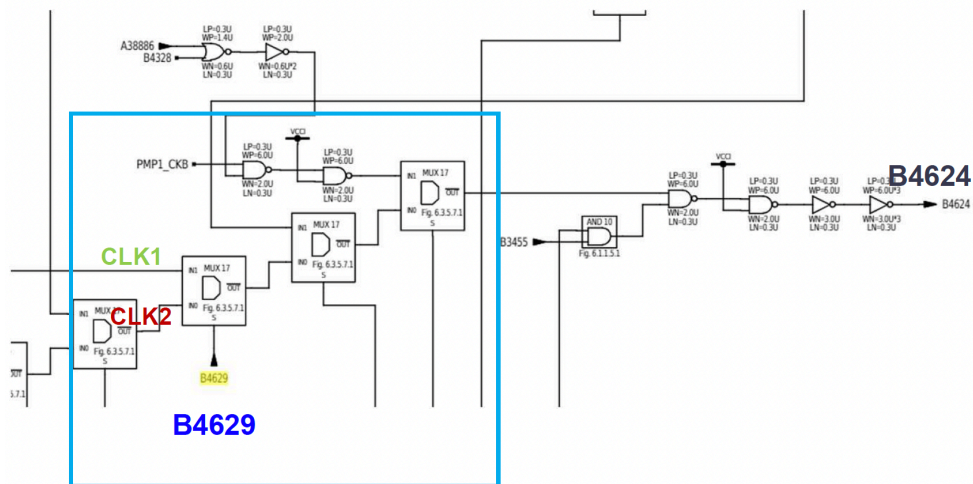 LP=0.3U
WP=1.4U
LP=0.3U
WP=2.0U
A38886
B4328
WN=0.6U
LN=0.3U
WN=0.6U*2
LN=0.3U
LP=0.3U
WP=6.0U
VCCI
LP=0.3U
WP=6.0U
PMP1_CKB
WN=2.0U
LN=0.3U
WN=2.0U
LN=0.3U
IN1
MUX 17
OUT
IN0
Fig. 6.3.5.7.1
S
LP=0.3U
WP=6.0U
VCCI
LP=0.3U
WP=6.0U
LP=0.3U
WP=6.0U
WP=6.0U*3
B4624
B4624
WN=2.0U
LN=0.3U
WN=2.0U
LN=0.3U
WN=3.0U
LN=0.3U
WN=3.0U*3
LN=0.3U
AND 10
B3455
Fig. 6.1.1.5.1
IN1
MUX 17
OUT
IN0
Fig. 6.3.5.7.1
S
CLK1
IN1
MUX 17
OUT
IN0
Fig. 6.3.5.7.1
S
CLK2
IN1
OUT
IN0
Fig. 6.3.5.7.1
S
B4629
B4629